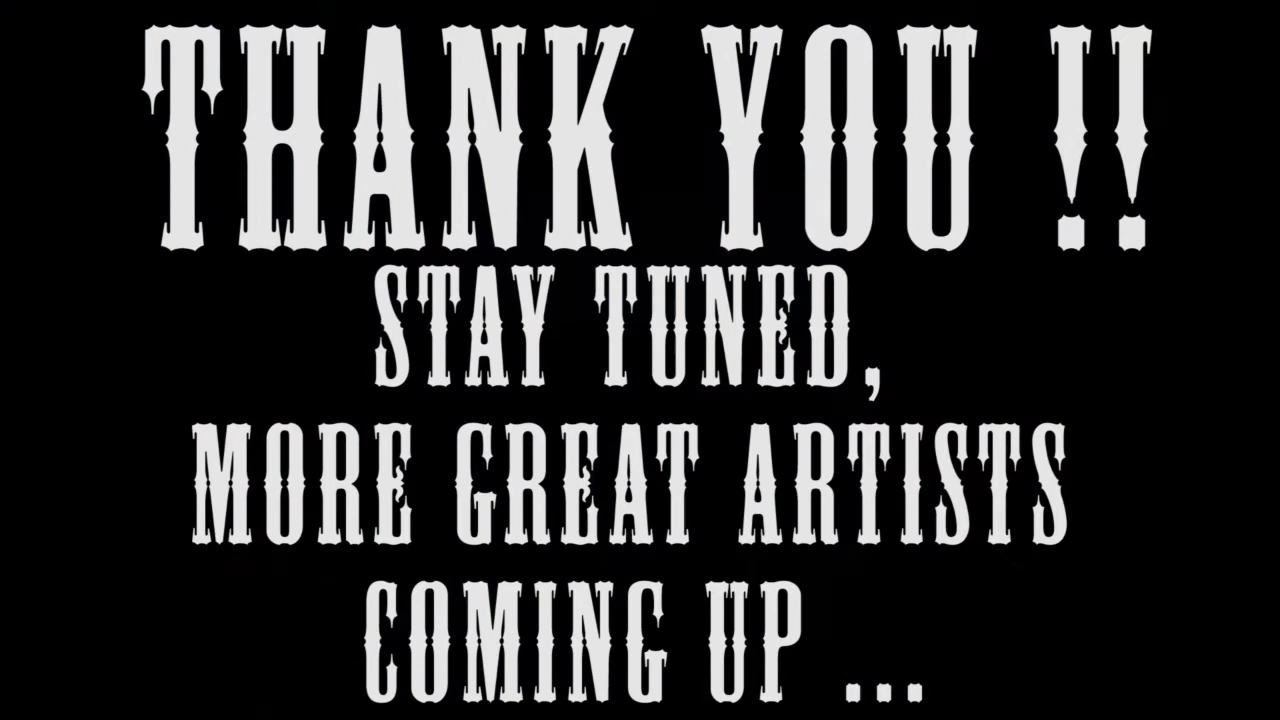 THANK YOU !!
STAY TUNED,
MORE GREAT ARTISTS
COMING UP ...